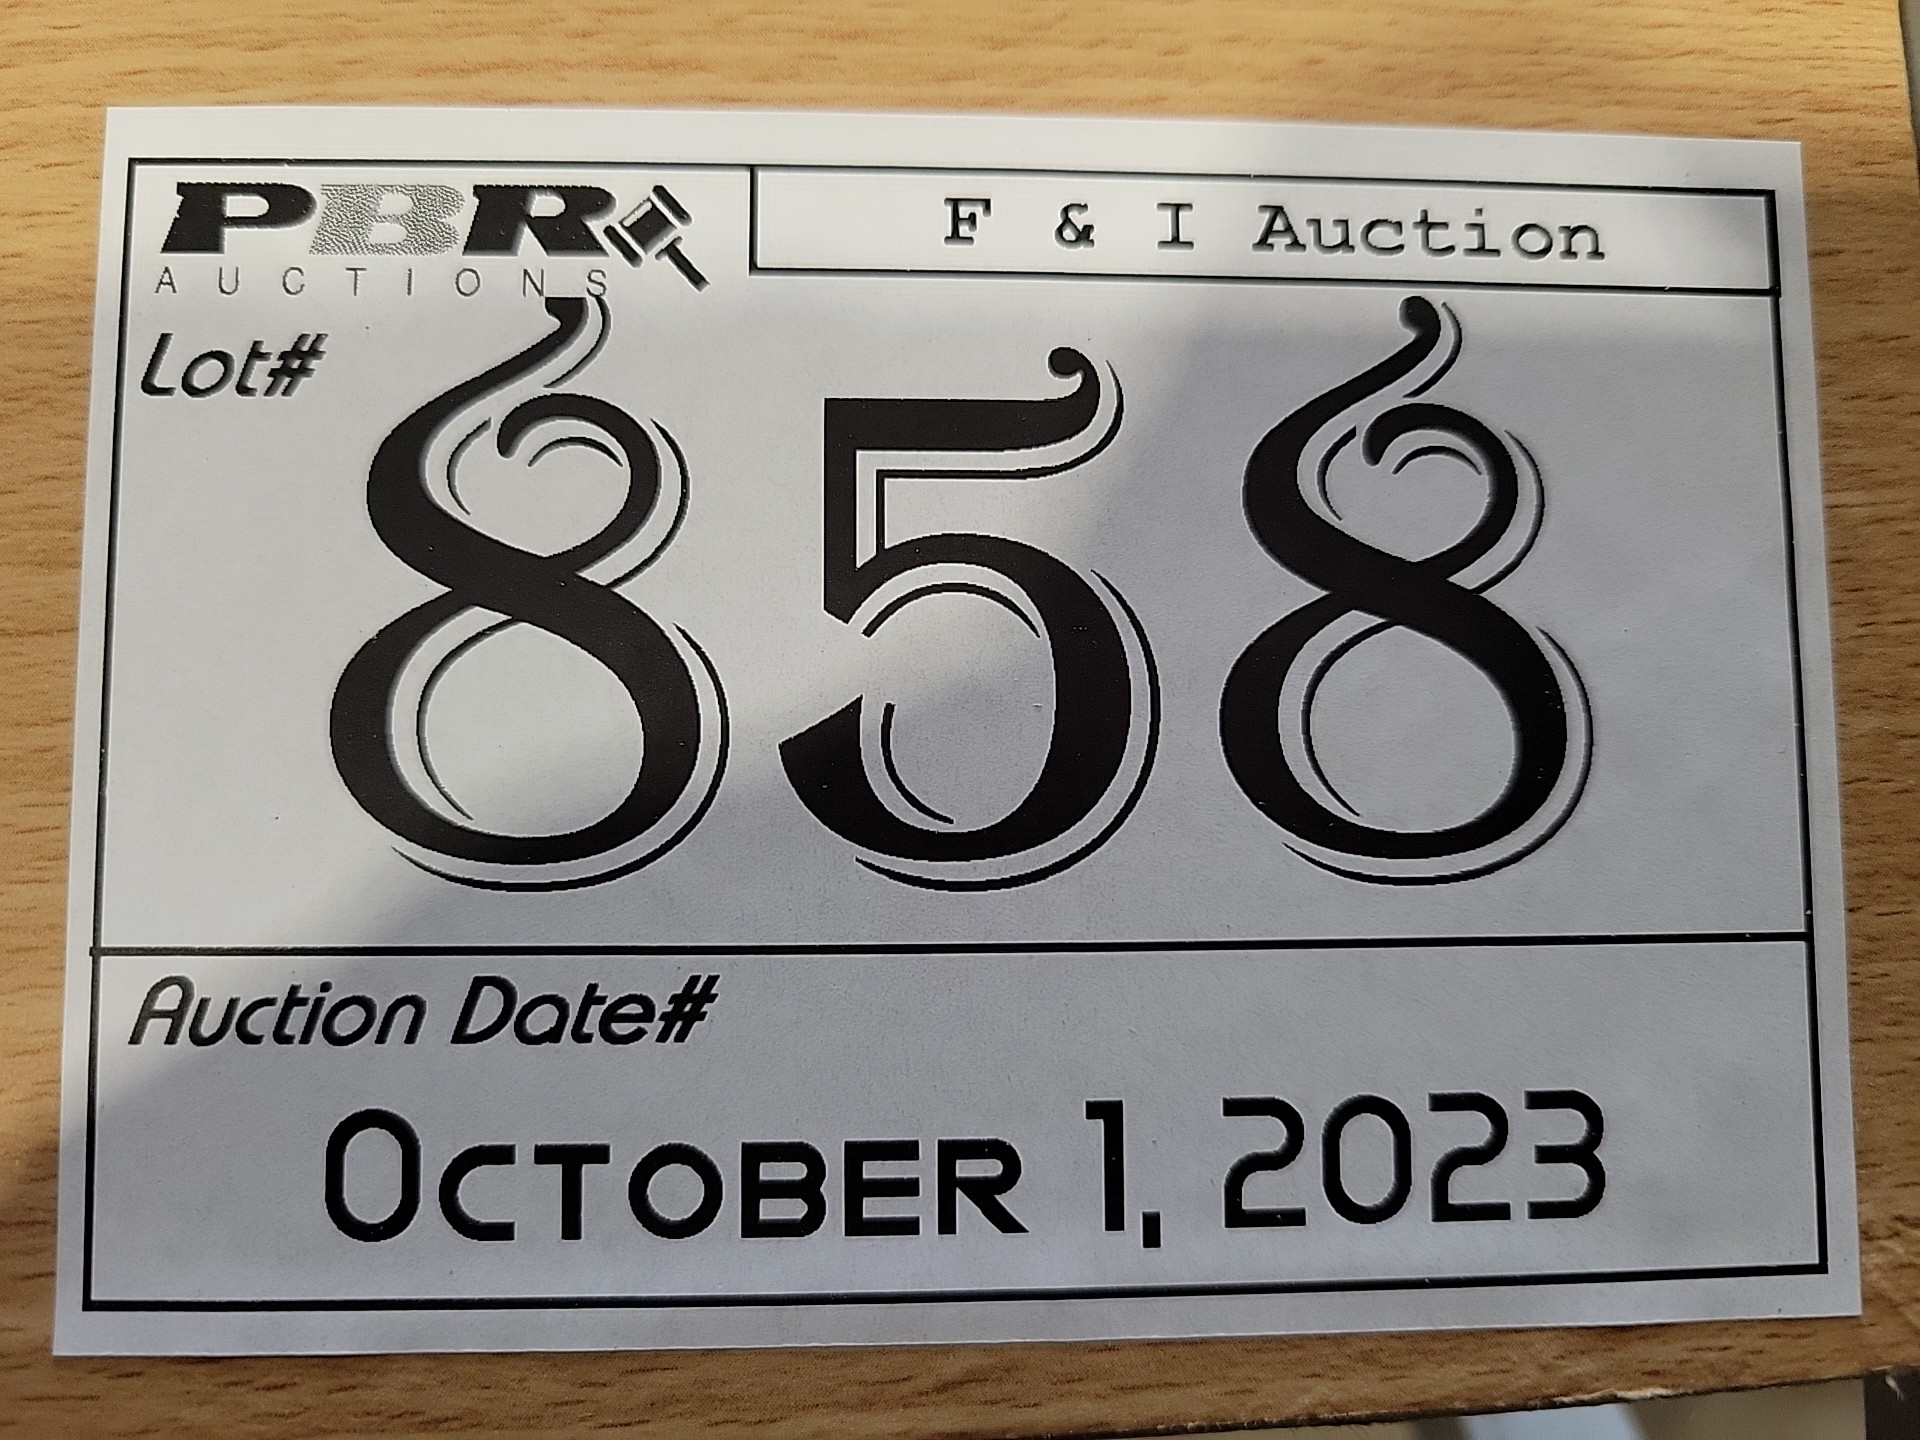 PBR
AUCTIONS
F & I Auction
Lot#
858
Auction Date#
October 1, 2023